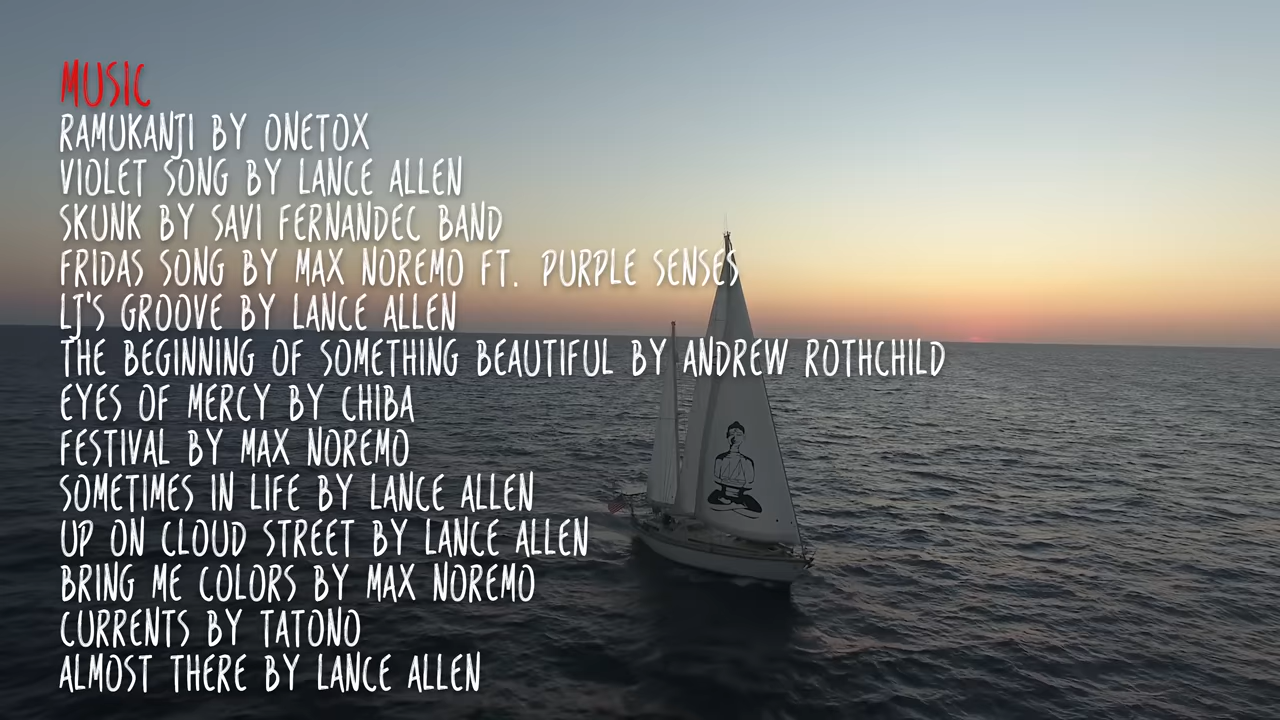 MUSIC
RAMUKANJI BY ONETOX
VIOLET SONG BY LANCE ALLEN
SKUNK BY SAVI FERNANDEC BAND
FRIDAS SONG BY MAX NOREMO FT. PURPLE SENSES
LJ'S GROOVE BY LANCE ALLEN
THE BEGINNING OF SOMETHING BEAUTIFUL BY ANDREW ROTHCHILD
EYES OF MERCY BY CHIBA
FESTIVAL BY MAX NOREMO
SOMETIMES IN LIFE BY LANCE ALLEN
UP ON CLOUD STREET BY LANCE ALLEN
BRING ME COLORS BY MAX NOREMO
CURRENTS BY TATONO
ALMOST THERE BY LANCE ALLEN